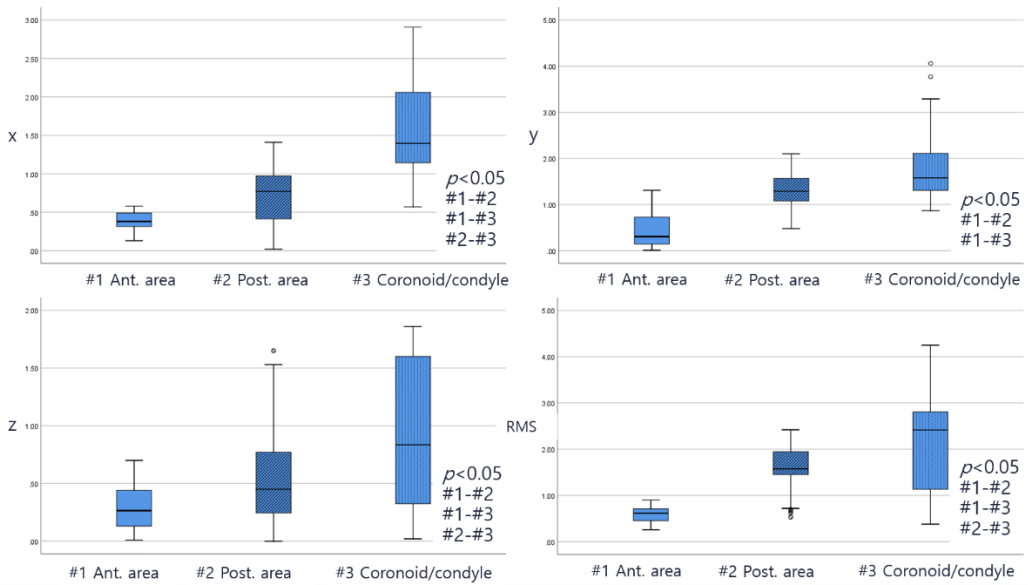 3.00
2.50
2.00
x 1.50
1.00
.50
.00
p<0.05
#1-#2
#1-#3
#2-#3
#1 Ant. area #2 Post. area #3 Coronoid/condyle
5.00
4.00
3.00
y
2.00
1.00
.00
p<0.05
#1-#2
#1-#3
#1 Ant. area #2 Post. area #3 Coronoid/condyle
2.00
1.50
z 1.00
.50
.00
p<0.05
#1-#2
#1-#3
#2-#3
#1 Ant. area #2 Post. area #3 Coronoid/condyle
5.00
4.00
3.00
RMS
2.00
1.00
.00
p<0.05
#1-#2
#1-#3
#2-#3
#1 Ant. area #2 Post. area #3 Coronoid/condyle